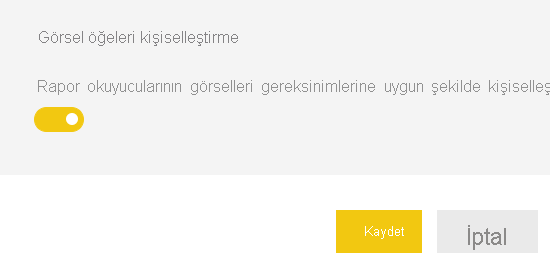 Görsel öğeleri kişiselleştirme
Rapor okuyucularının görselleri gereksinimlerine uygun şekilde kişiselleş
Kaydet
İptal